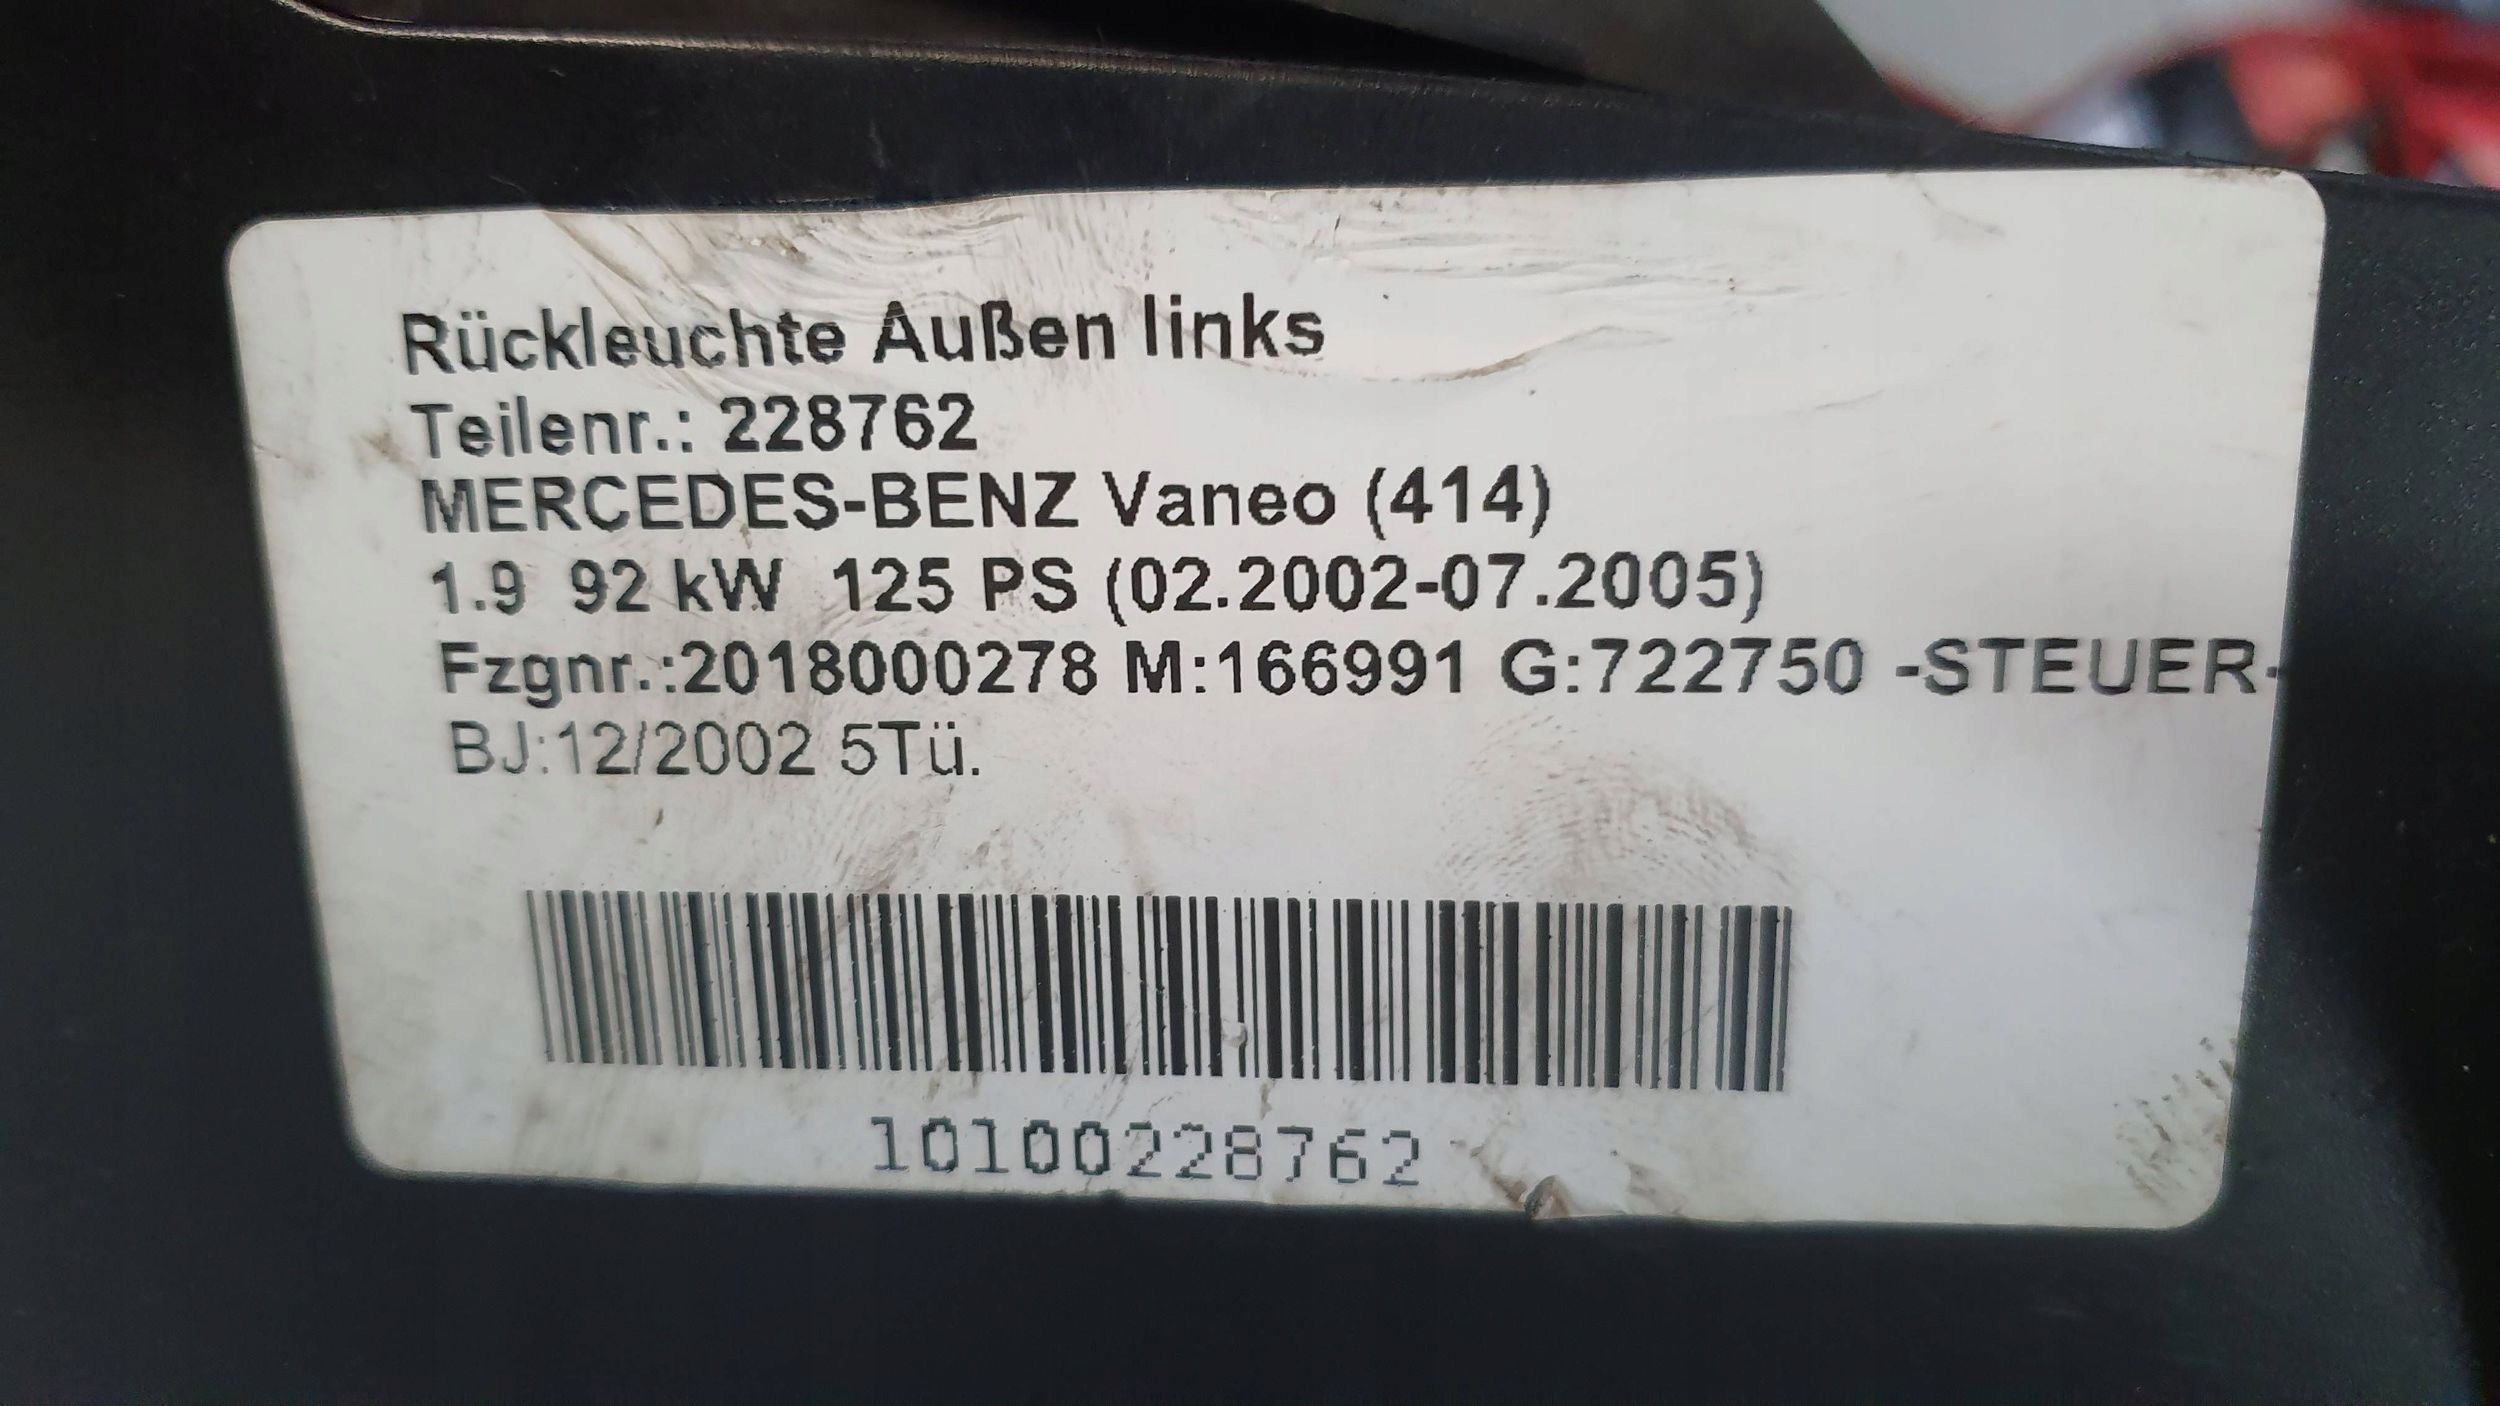 Rückleuchte Außen links
Teilenr.: 228762
MERCEDES-BENZ Vaneo (414)
1.9 92 kW 125 PS (02.2002-07.2005)
Fzgnr.:2018000278 M:166991 G:722750 -STEUER-
BJ:12/2002 5Tü.
10100228762